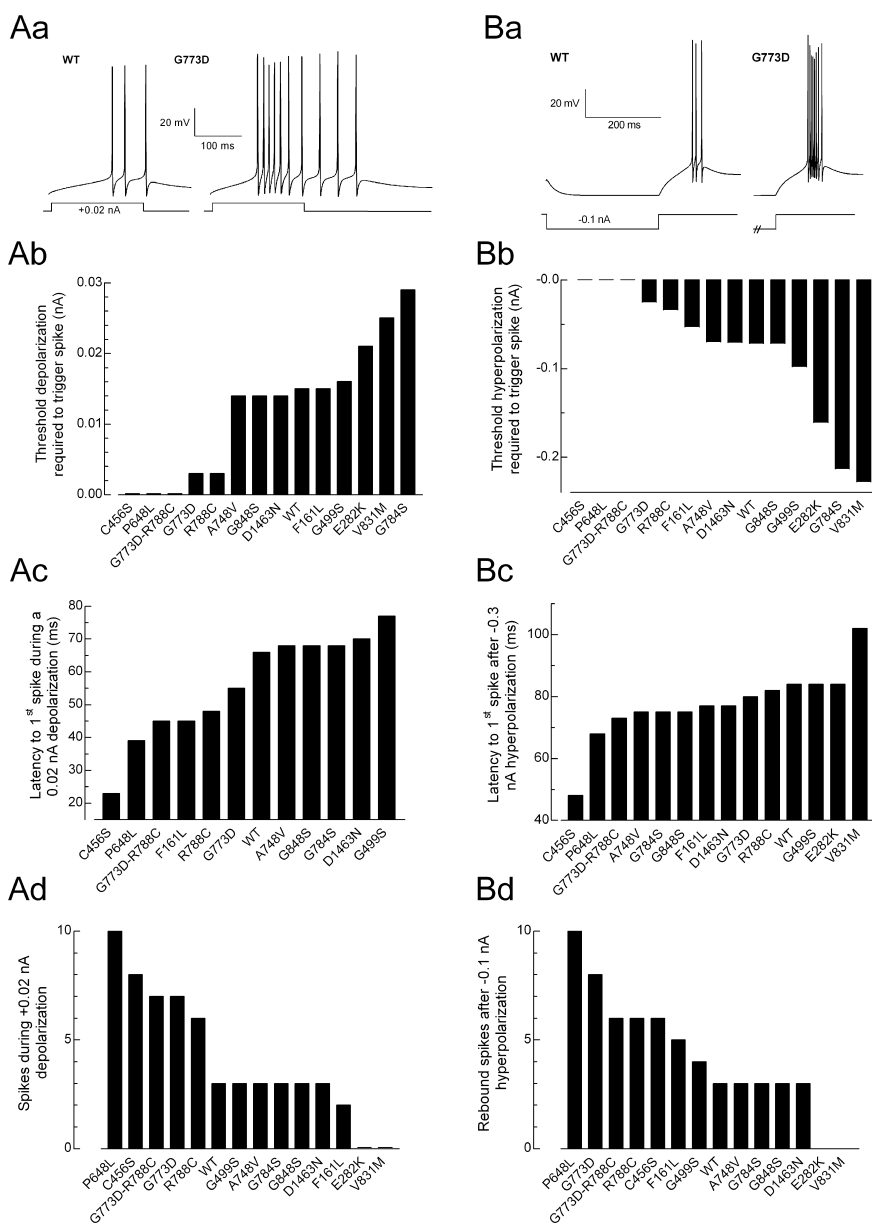 Aa
WT
G773D
20 mV
100 ms
+0.02 nA
Ba
WT
G773D
20 mV
200 ms
-0.1 nA
Ab
Threshold depolarization
required to trigger spike (nA)
0.03
0.02
0.01
0.00
C456S
P648L
G773D-R788C
G773D
R788C
A748V
G848S
D1463N
WT
F161L
G499S
E282K
V831M
G784S
Bb
Threshold hyperpolarization
required to trigger spike (nA)
-0.0
-0.1
-0.2
C456S
P648L
G773D-R788C
G773D
R788C
F161L
A748V
D1463N
WT
G848S
G499S
E282K
G784S
V831M
Ac
Latency to 1st spike during a
0.02 nA depolarization (ms)
80
70
60
50
40
30
20
C456S
P648L
G773D-R788C
F161L
R788C
G773D
WT
A748V
G848S
G784S
D1463N
G499S
Bc
Latency to 1st spike after -0.3
nA hyperpolarization (ms)
100
80
60
40
C456S
P648L
G773D-R788C
A748V
G784S
G848S
F161L
D1463N
G773D
R788C
WT
G499S
E282K
V831M
Ad
Spikes during +0.02 nA
depolarization
10
5
0
P648L
C456S
G773D-R788C
G773D
R788C
WT
G499S
A748V
G784S
G848S
D1463N
F161L
E282K
V831M
Bd
Rebound spikes after -0.1 nA
hyperpolarization
10
5
0
P648L
G773D
G773D-R788C
R788C
C456S
F161L
G499S
WT
A748V
G784S
G848S
D1463N
E282K
V831M